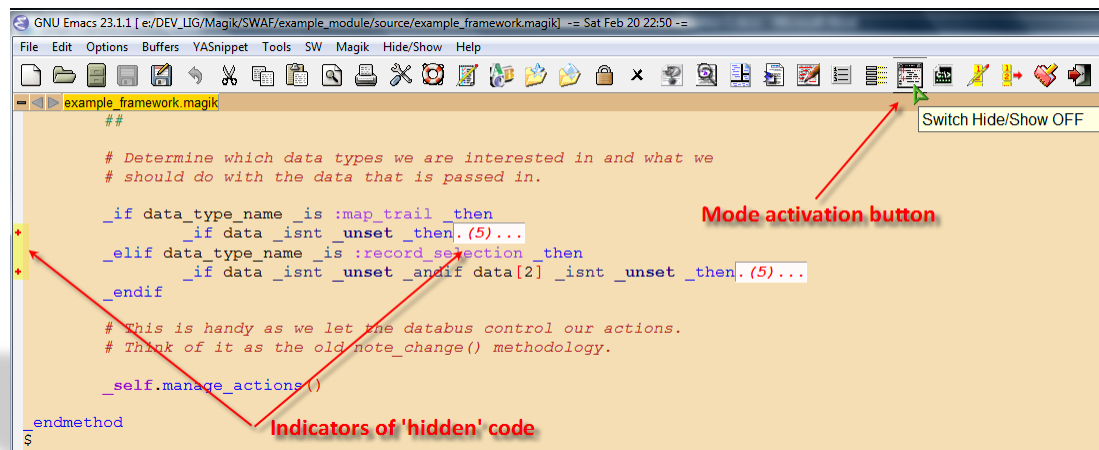 GNU Emacs 23.1.1 [ e:/DEV_LIG/Magik/SWAF/example_module/source/example_framework.magik] -= Sat Feb 20 22:50 -=
File Edit Options Buffers YASnippet Tools SW Magik Hide/Show Help
example_framework.magik
Switch Hide/Show OFF
##
# Determine which data types we are interested in and what we
# should do with the data that is passed in.
_if data_type_name _is :map_trail _then
Mode activation button
_if data _isnt _unset _then.(5)...
_elif data_type_name _is :record_selection _then
_if data _isnt _unset _andif data[2] _isnt _unset _then.(5)...
_endif
# This is handy as we let the databus control our actions.
# Think of it as the old note_change() methodology.
_self.manage_actions()
_endmethod
Indicators of 'hidden' code
$